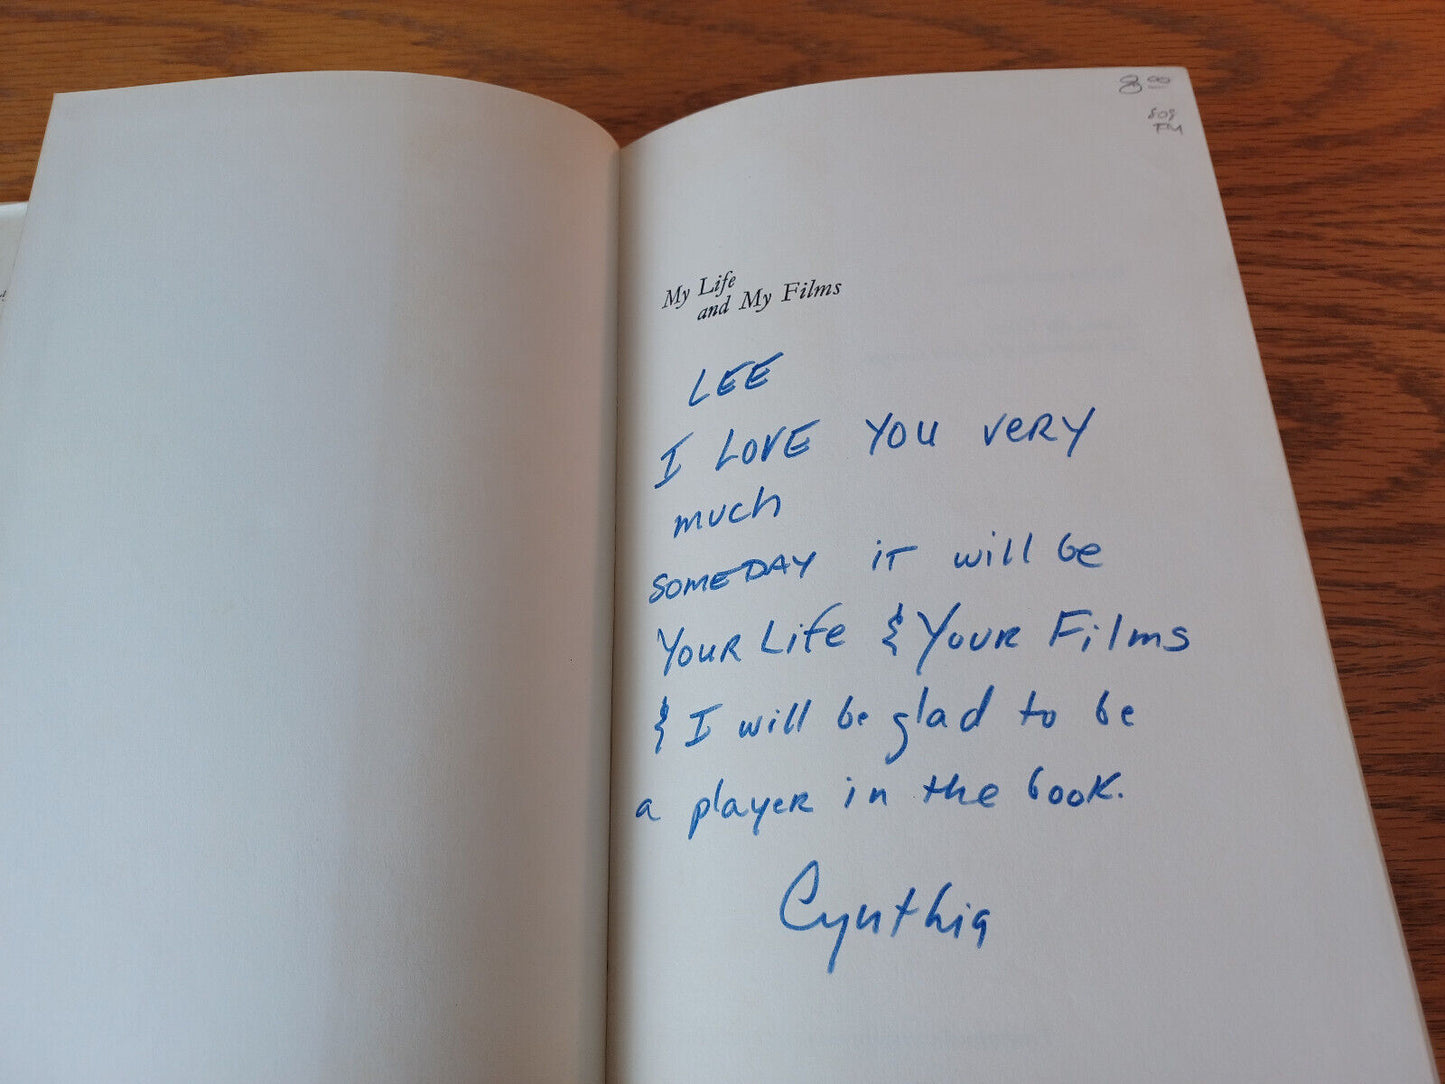 8.00
My Life
and My Films
LEE
I LOVE YOU VERY
much
SOMEDAY iT will be
YOUR Life & YOUR Films
& I will be glad to be
a player in the book.
Cynthia